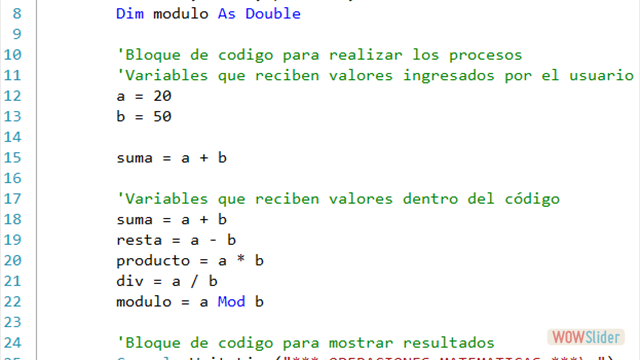 8 Dim modulo As Double
9
10 'Bloque de codigo para realizar los procesos
11 'Variables que reciben valores ingresados por el usuario
12 a = 20
13 b = 50
14
15 suma = a + b
16
17 'Variables que reciben valores dentro del código
18 suma = a + b
19 resta = a - b
20 producto = a * b
21 div = a / b
22 modulo = a Mod b
23
24 'Bloque de codigo para mostrar resultados
WOWSlider